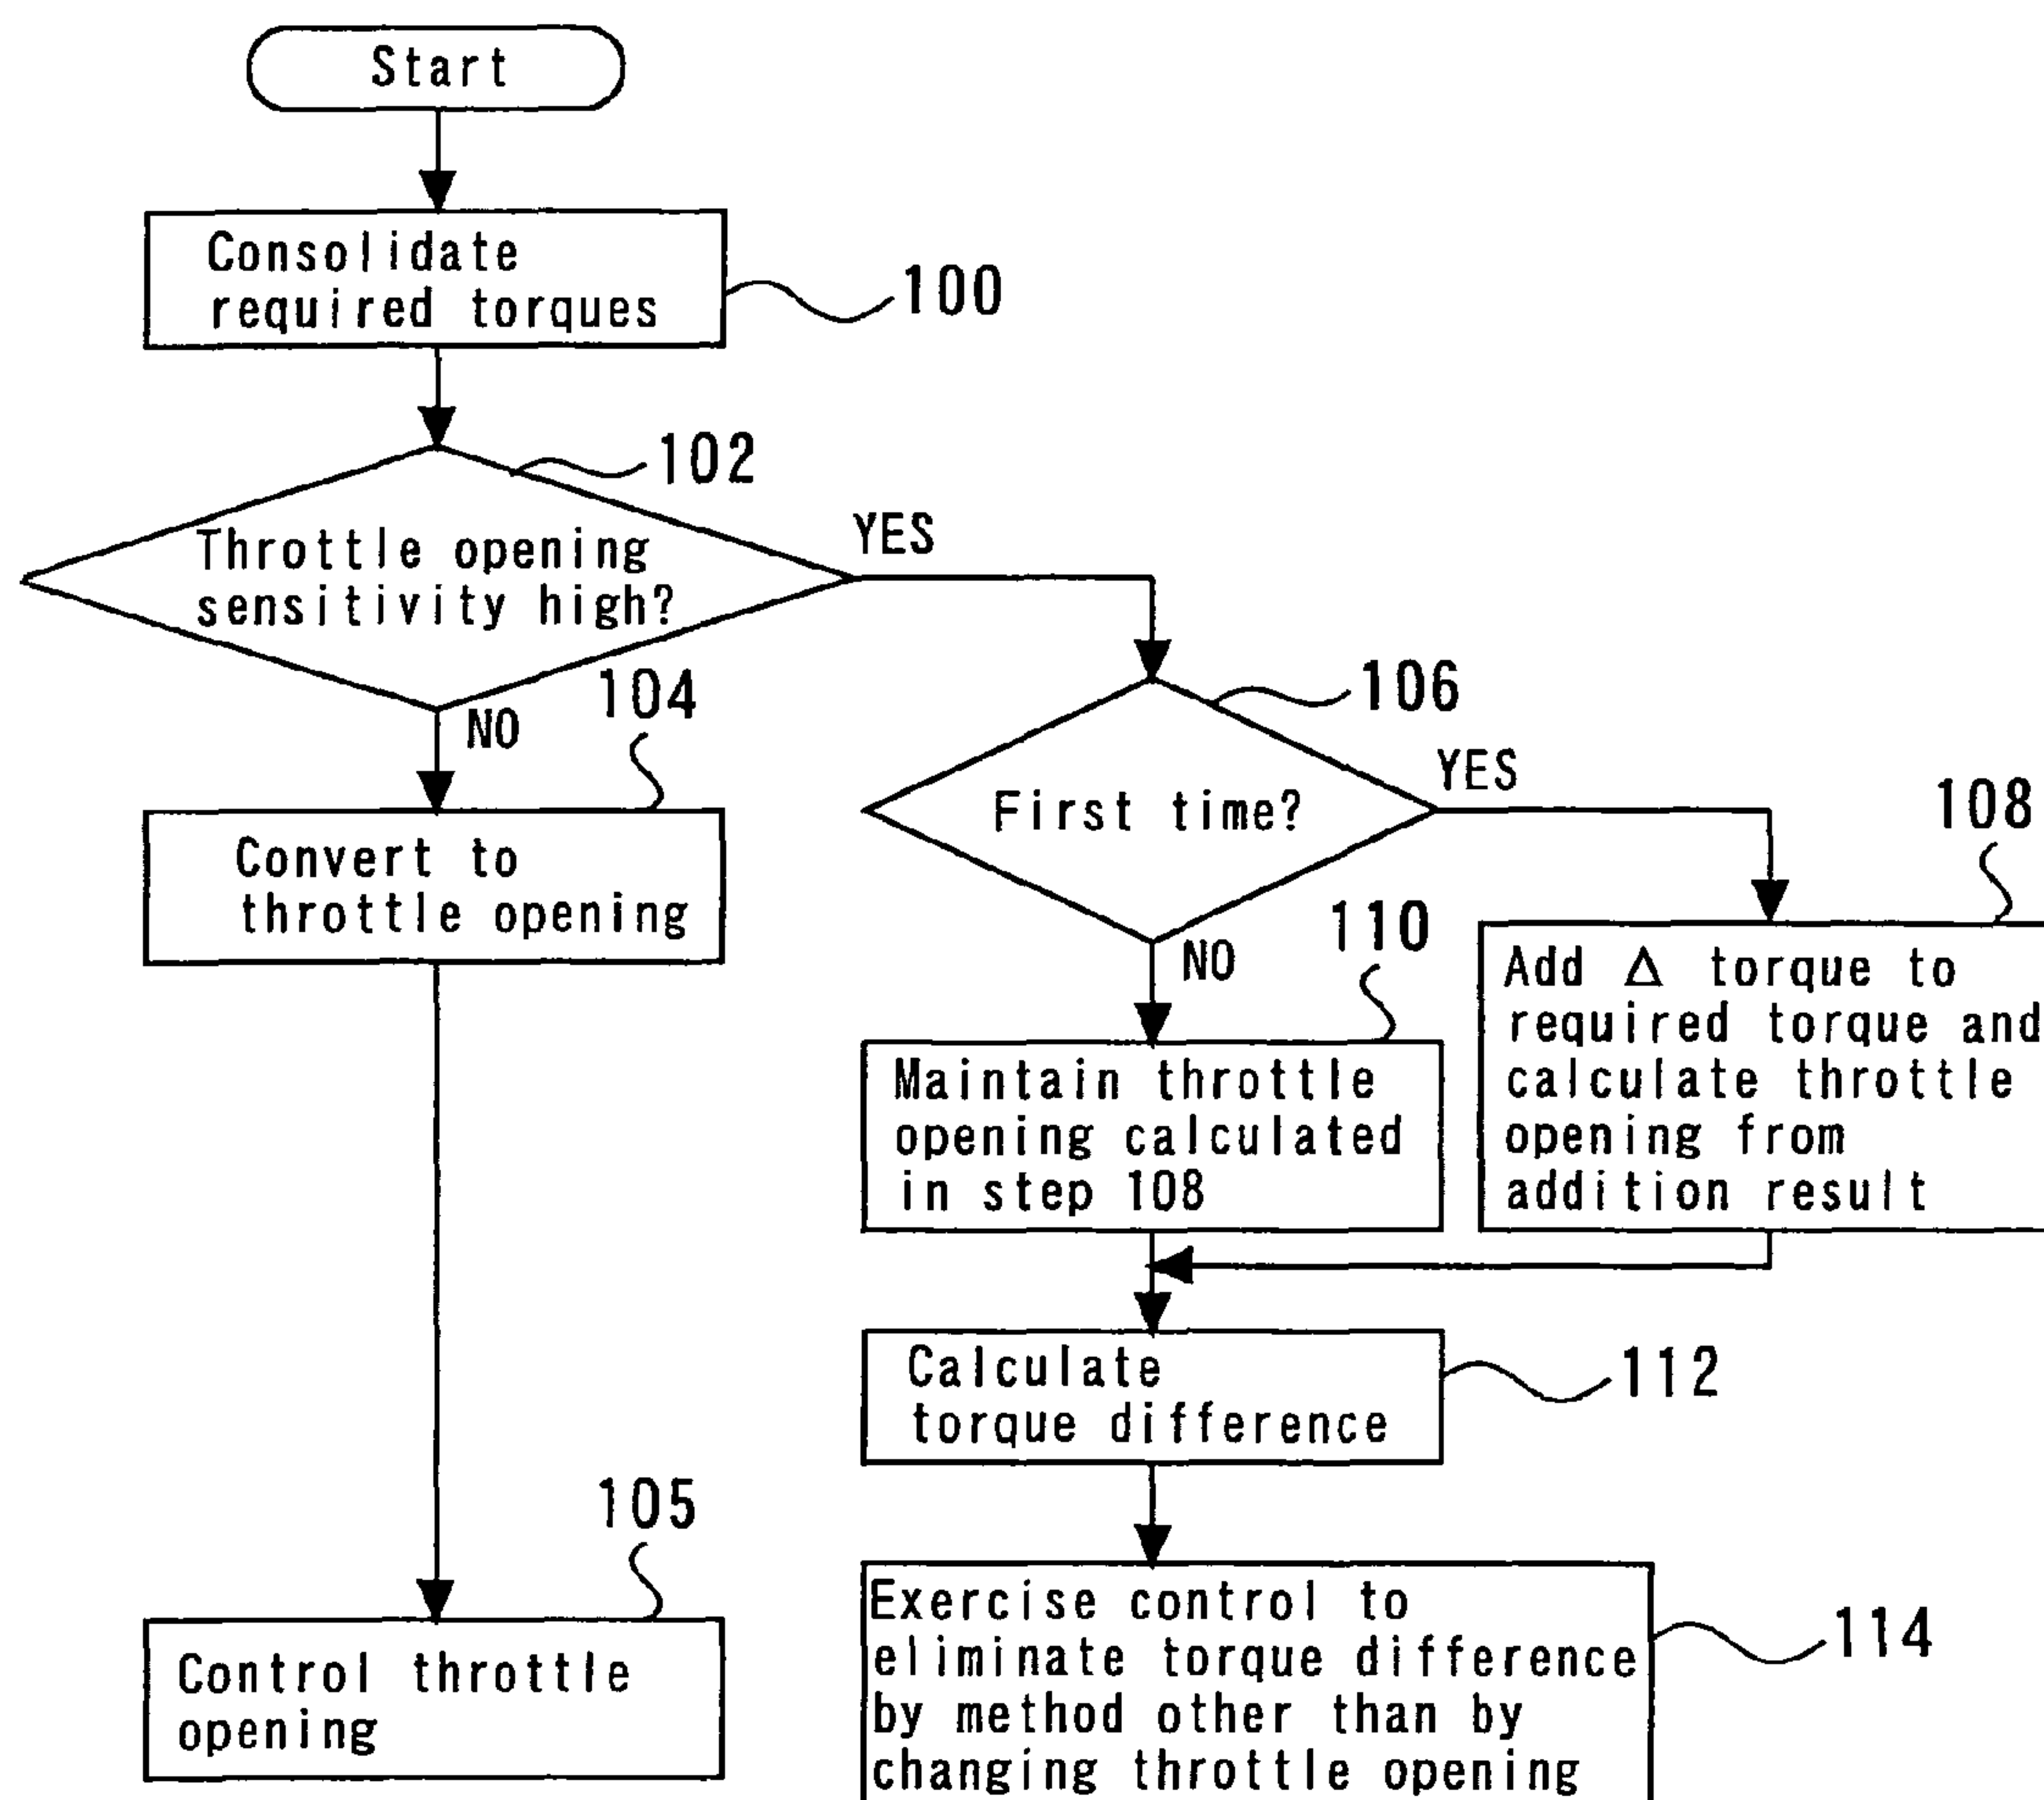 Start
Consolidate
required torques
100
102
Throttle opening
sensitivity high?
YES
NO
104
Convert to
throttle opening
105
Control throttle
opening
106
First time?
YES
NO
108
Add Δ torque to
required torque and
calculate throttle
opening from
addition result
110
Maintain throttle
opening calculated
in step 108
Calculate
torque difference
112
Exercise control to
eliminate torque difference
by method other than by
changing throttle opening
114